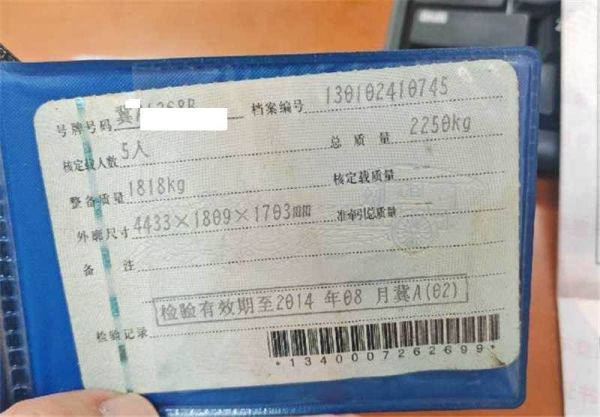 号牌号码 冀A 档案编号 130102410745
核定载人数 5人 总质量 2250kg
整备质量 1818kg 核定载质量 --
外廓尺寸 4433×1809×1703mm 准牵引总质量 --
备注
检验有效期至2014年08月冀A(02)
检验记录
*1340007262699*